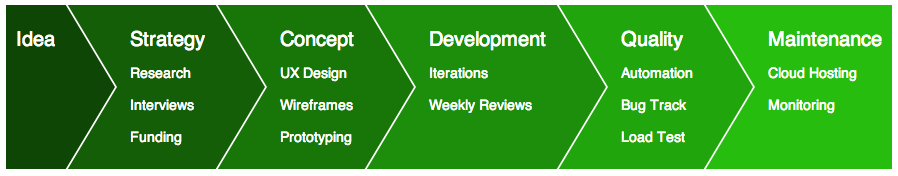 Idea
Strategy
Research
Interviews
Funding
Concept
UX Design
Wireframes
Prototyping
Development
Iterations
Weekly Reviews
Quality
Automation
Bug Track
Load Test
Maintenance
Cloud Hosting
Monitoring